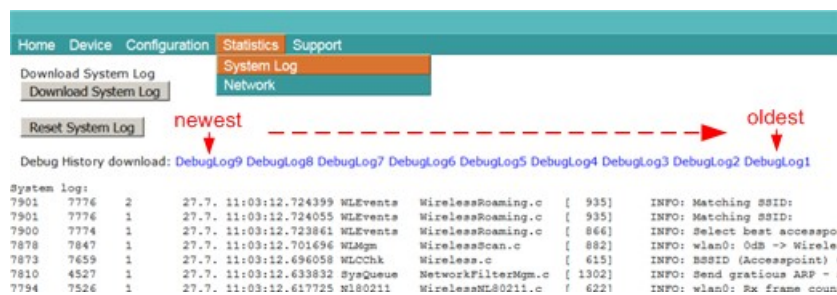 Home Device Configuration Statistics Support
System Log
Network
Download System Log
Download System Log
Reset System Log
newest
oldest
Debug History download: DebugLog9 DebugLog8 DebugLog7 DebugLog6 DebugLog5 DebugLog4 DebugLog3 DebugLog2 DebugLog1
System log:
7901 7776 2 27.7. 11:03:12.724399 WLEvents WirelessRoaming.c [ 935] INFO: Matching SSID:
7901 7776 1 27.7. 11:03:12.724055 WLEvents WirelessRoaming.c [ 935] INFO: Matching SSID:
7900 7774 1 27.7. 11:03:12.723861 WLEvents WirelessRoaming.c [ 866] INFO: Select best accesspo
7878 7847 1 27.7. 11:03:12.701696 WLMgm WirelessScan.c [ 882] INFO: wlan0: 0dB -> Wirele
7873 7659 1 27.7. 11:03:12.696058 WLCChk Wireless.c [ 615] INFO: BSSID (Accesspoint)
7810 4527 1 27.7. 11:03:12.633832 SysQueue NetworkFilterMgm.c [ 1302] INFO: Send gratious ARP -
7794 7526 1 27.7. 11:03:12.617725 Nl80211 WirelessNL80211.c [ 622] INFO: wlan0: Rx frame coun